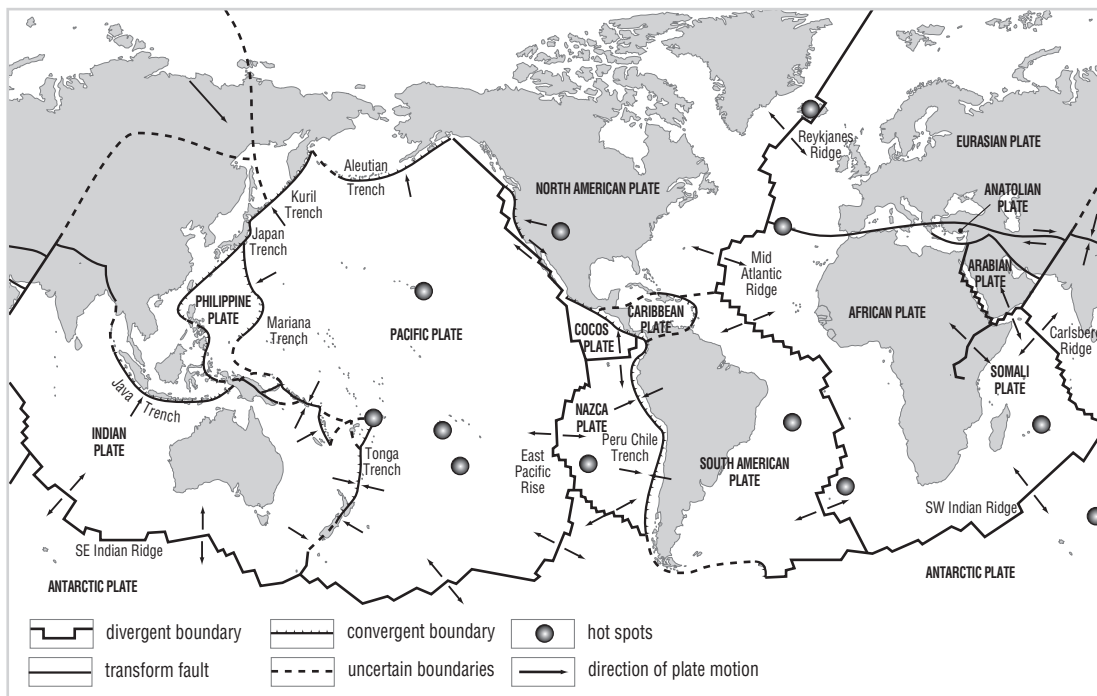 Aleutian
Trench
Kuril
Trench
Japan
Trench
PHILIPPINE
PLATE
Mariana
Trench
PACIFIC PLATE
Java Trench
INDIAN
PLATE
Tonga
Trench
SE Indian Ridge
ANTARCTIC PLATE
NORTH AMERICAN PLATE
COCOS
PLATE
CARIBBEAN
PLATE
NAZCA
PLATE
Peru Chile
Trench
East
Pacific
Rise
SOUTH AMERICAN
PLATE
Reykjanes
Ridge
Mid
Atlantic
Ridge
EURASIAN PLATE
ANATOLIAN
PLATE
ARABIAN
PLATE
AFRICAN PLATE
Carlsberg
Ridge
SOMALI
PLATE
SW Indian Ridge
ANTARCTIC PLATE
divergent boundary
convergent boundary
hot spots
transform fault
uncertain boundaries
direction of plate motion